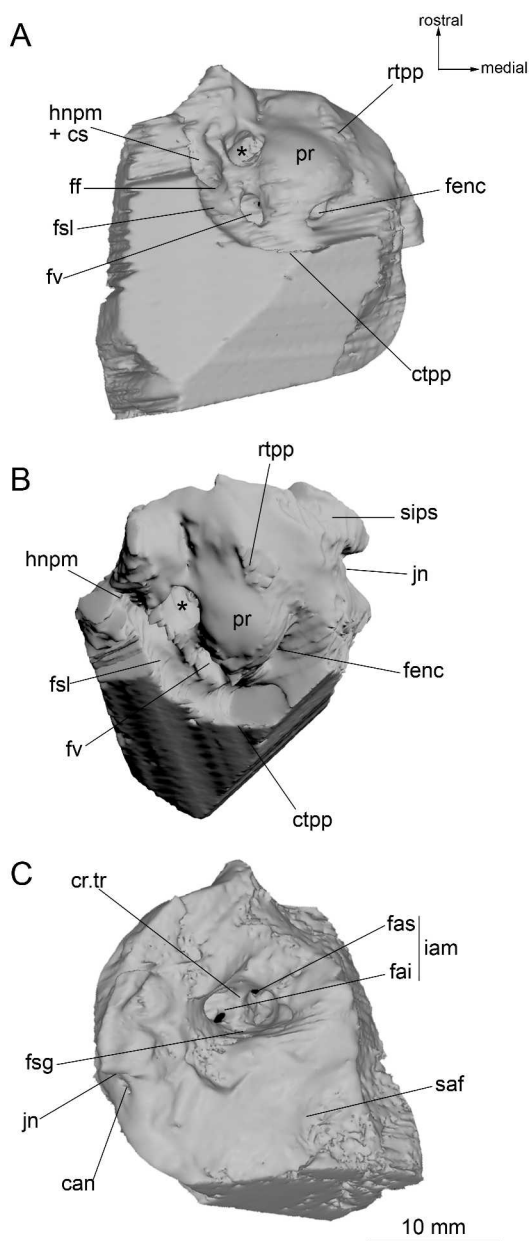 A
rostral
medial
rtpp
hnpm
+ cs
*
pr
ff
fenc
fsl
fv
ctpp
B
rtpp
sips
hnpm
jn
*
pr
fsl
fenc
fv
ctpp
C
cr.tr
fas
iam
fai
fsg
saf
jn
can
10 mm